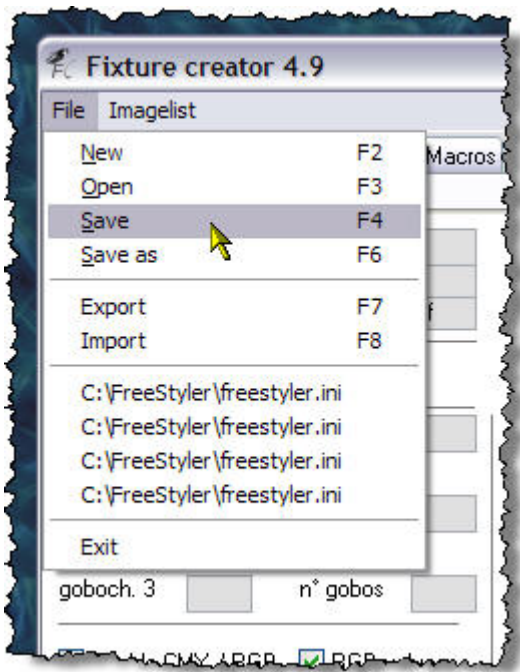 Fixture creator 4.9
File Imagelist
New F2
Macros
Open F3
Save F4
Save as F6
Export F7
Import F8
C:\FreeStyler\freestyler.ini
C:\FreeStyler\freestyler.ini
C:\FreeStyler\freestyler.ini
C:\FreeStyler\freestyler.ini
Exit
goboch. 3 n° gobos
CMY RGB